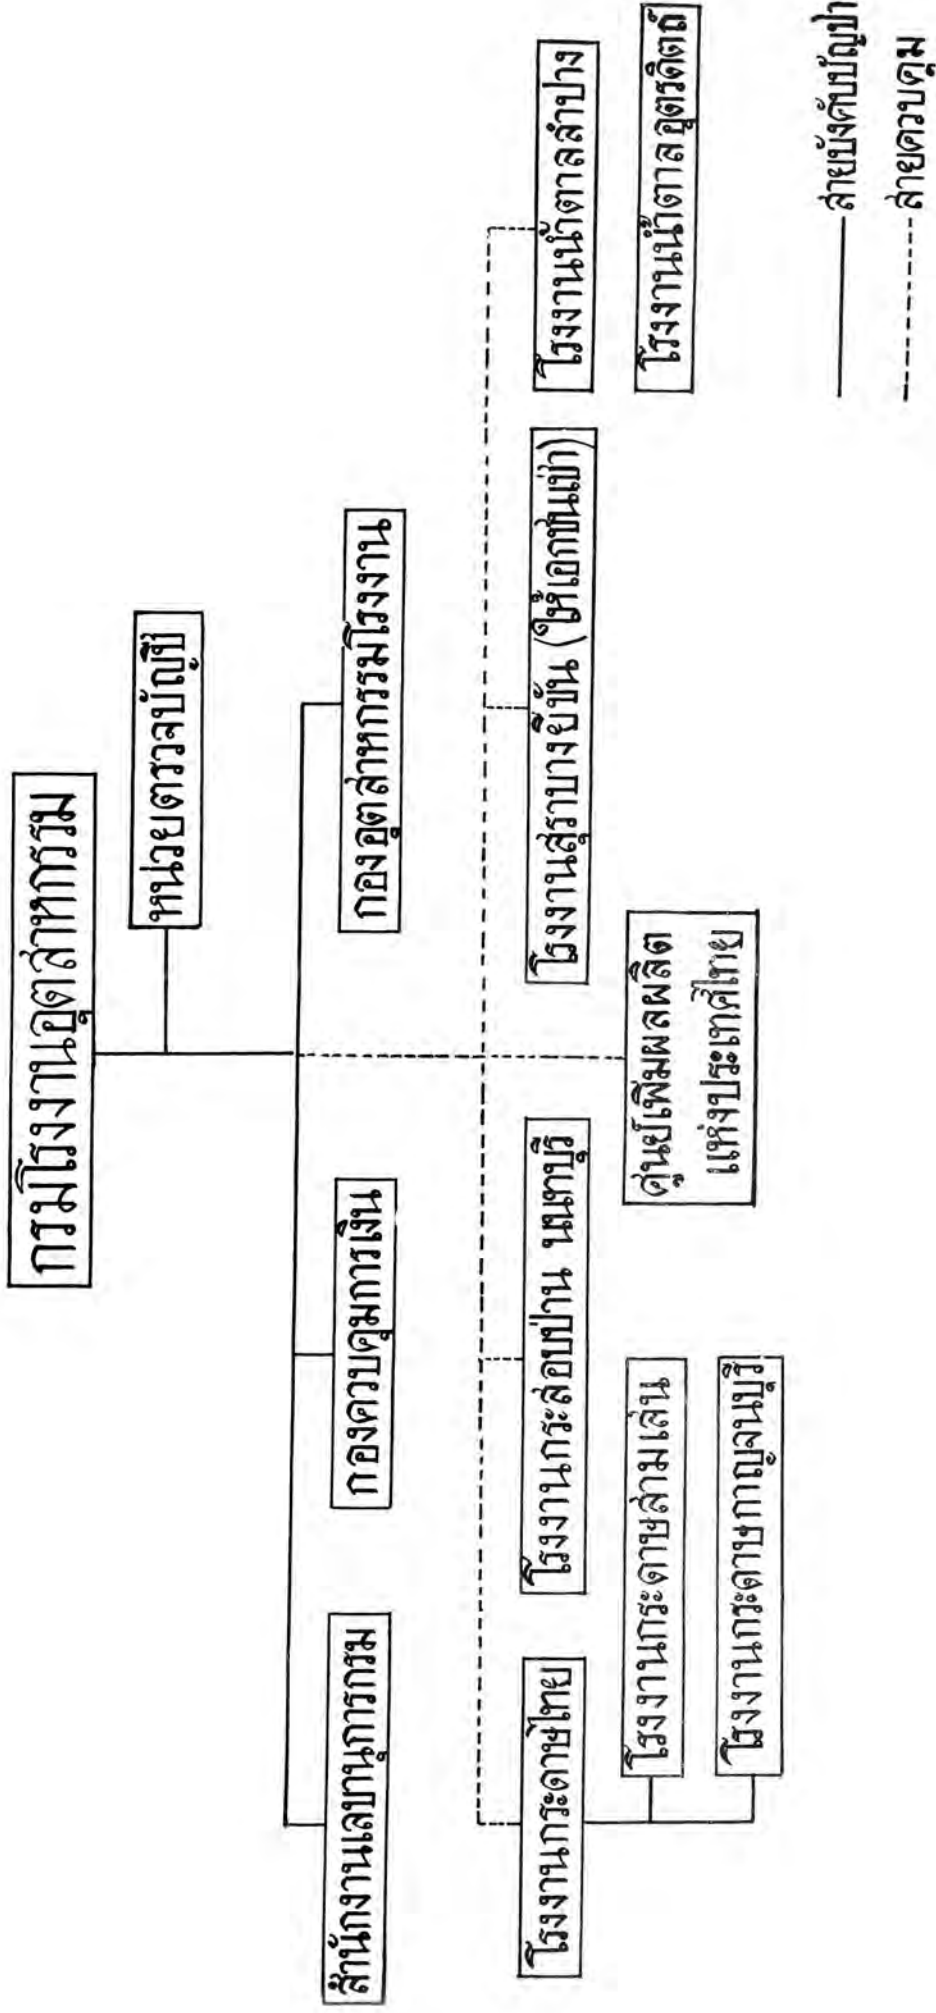 กรมโรงงานอุตสาหกรรม
หน่วยตรวจบัญชี
สำนักงานเลขานุการกรม
กองควบคุมการเงิน
กองอุตสาหกรรมโรงงาน
โรงงานกระดาษไทย
โรงงานกระสอบป่าน นนทบุรี
โรงงานสุราบางยี่ขัน (ให้เอกชนเช่า)
โรงงานน้ำตาลลำปาง
โรงงานกระดาษสามเสน
ศูนย์เพิ่มผลผลิต
แห่งประเทศไทย
โรงงานน้ำตาลอุตรดิตถ์
โรงงานกระดาษกาญจนบุรี
สายบังคับบัญชา
สายควบคุม